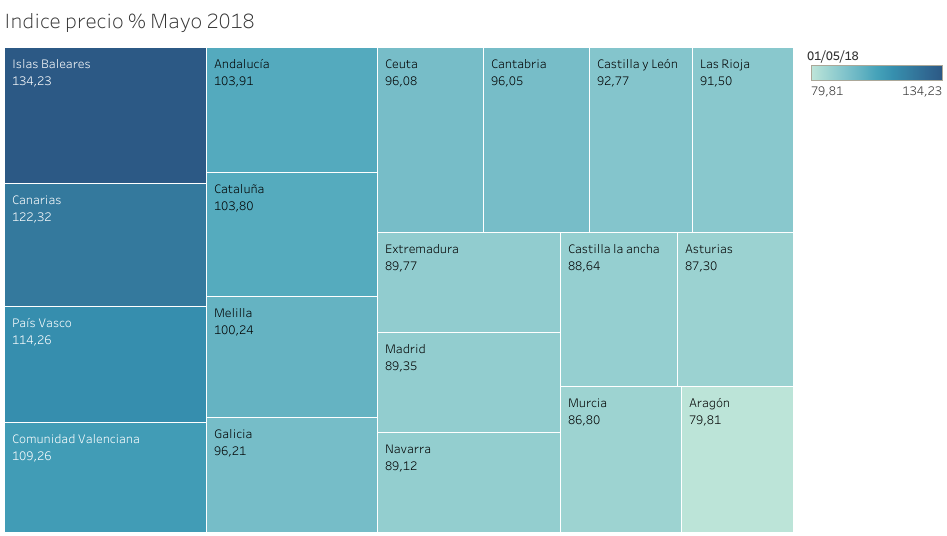 Indice precio % Mayo 2018
Islas Baleares
134,23
Canarias
122,32
País Vasco
114,26
Comunidad Valenciana
109,26
Andalucía
103,91
Cataluña
103,80
Melilla
100,24
Galicia
96,21
Ceuta
96,08
Cantabria
96,05
Castilla y León
92,77
Las Rioja
91,50
Extremadura
89,77
Madrid
89,35
Navarra
89,12
Castilla la ancha
88,64
Asturias
87,30
Murcia
86,80
Aragón
79,81
01/05/18
79,81 134,23